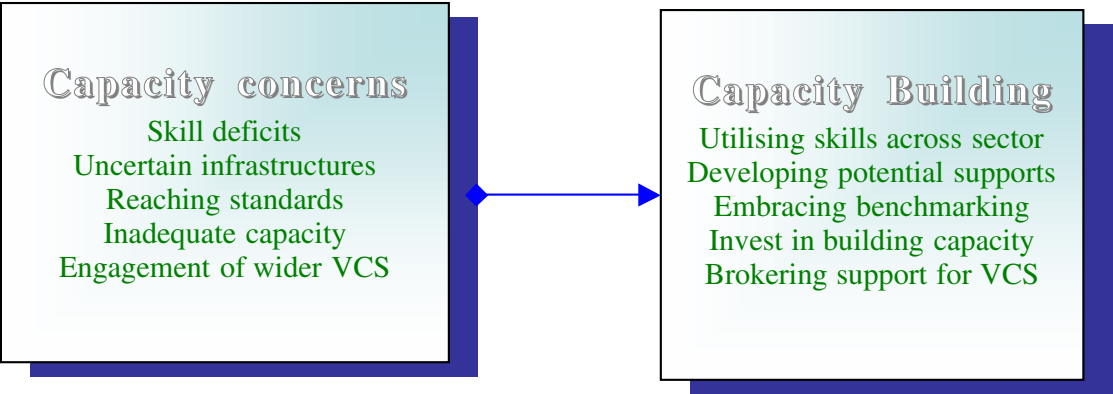 Capacity concerns
Skill deficits
Uncertain infrastructures
Reaching standards
Inadequate capacity
Engagement of wider VCS
Capacity Building
Utilising skills across sector
Developing potential supports
Embracing benchmarking
Invest in building capacity
Brokering support for VCS